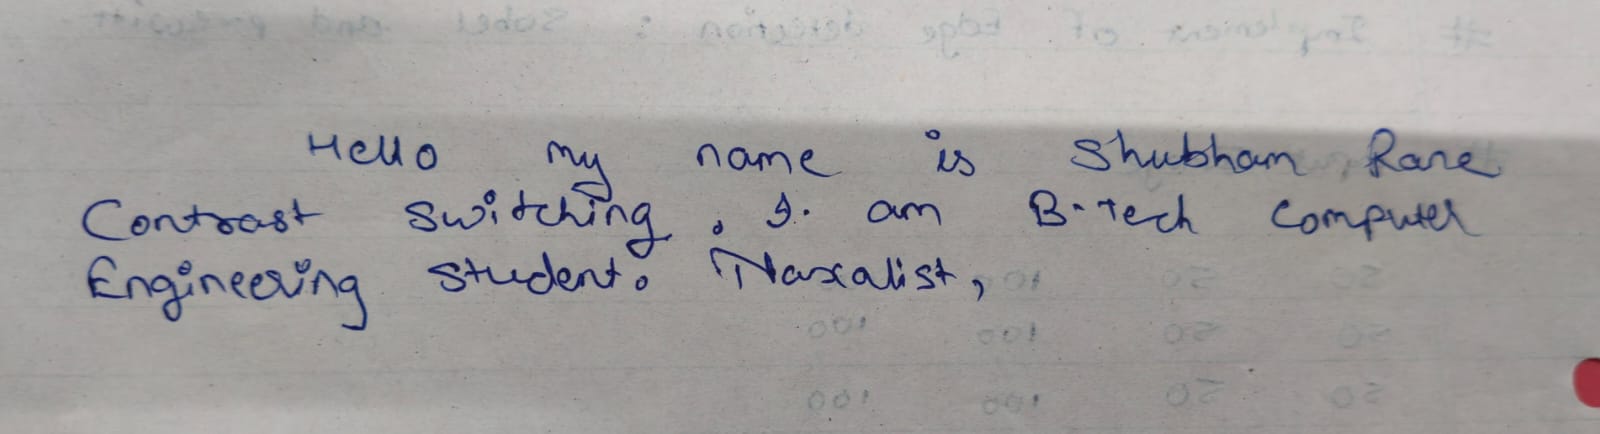 Hello my name is Shubham Rane
Contrast switching. I. am B.Tech Computer
Engineering student. Naxalist,